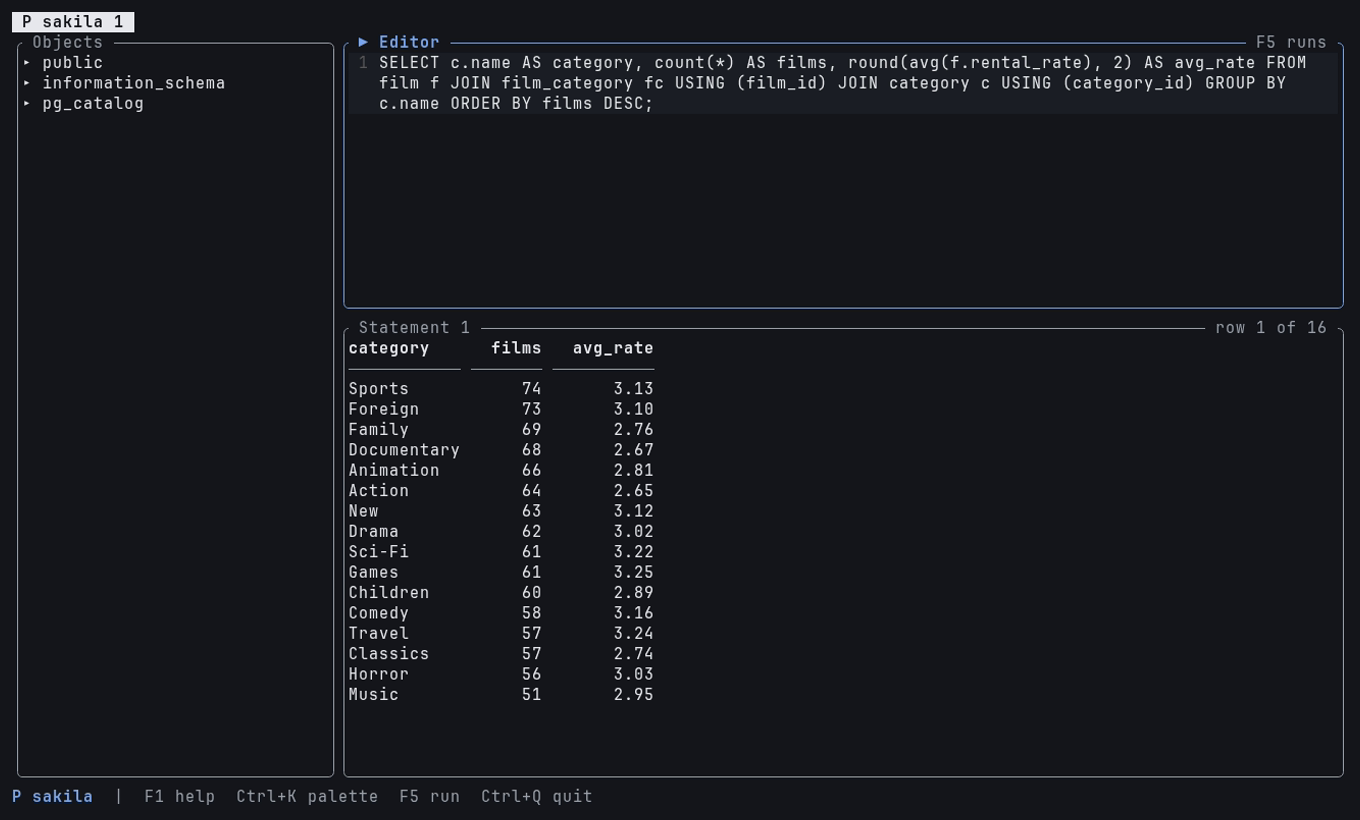 P sakila 1
Objects
▸ public
▸ information_schema
▸ pg_catalog
▶ Editor F5 runs
1 SELECT c.name AS category, count(*) AS films, round(avg(f.rental_rate), 2) AS avg_rate FROM
film f JOIN film_category fc USING (film_id) JOIN category c USING (category_id) GROUP BY
c.name ORDER BY films DESC;
Statement 1 row 1 of 16
category films avg_rate
Sports 74 3.13
Foreign 73 3.10
Family 69 2.76
Documentary 68 2.67
Animation 66 2.81
Action 64 2.65
New 63 3.12
Drama 62 3.02
Sci-Fi 61 3.22
Games 61 3.25
Children 60 2.89
Comedy 58 3.16
Travel 57 3.24
Classics 57 2.74
Horror 56 3.03
Music 51 2.95
P sakila | F1 help Ctrl+K palette F5 run Ctrl+Q quit